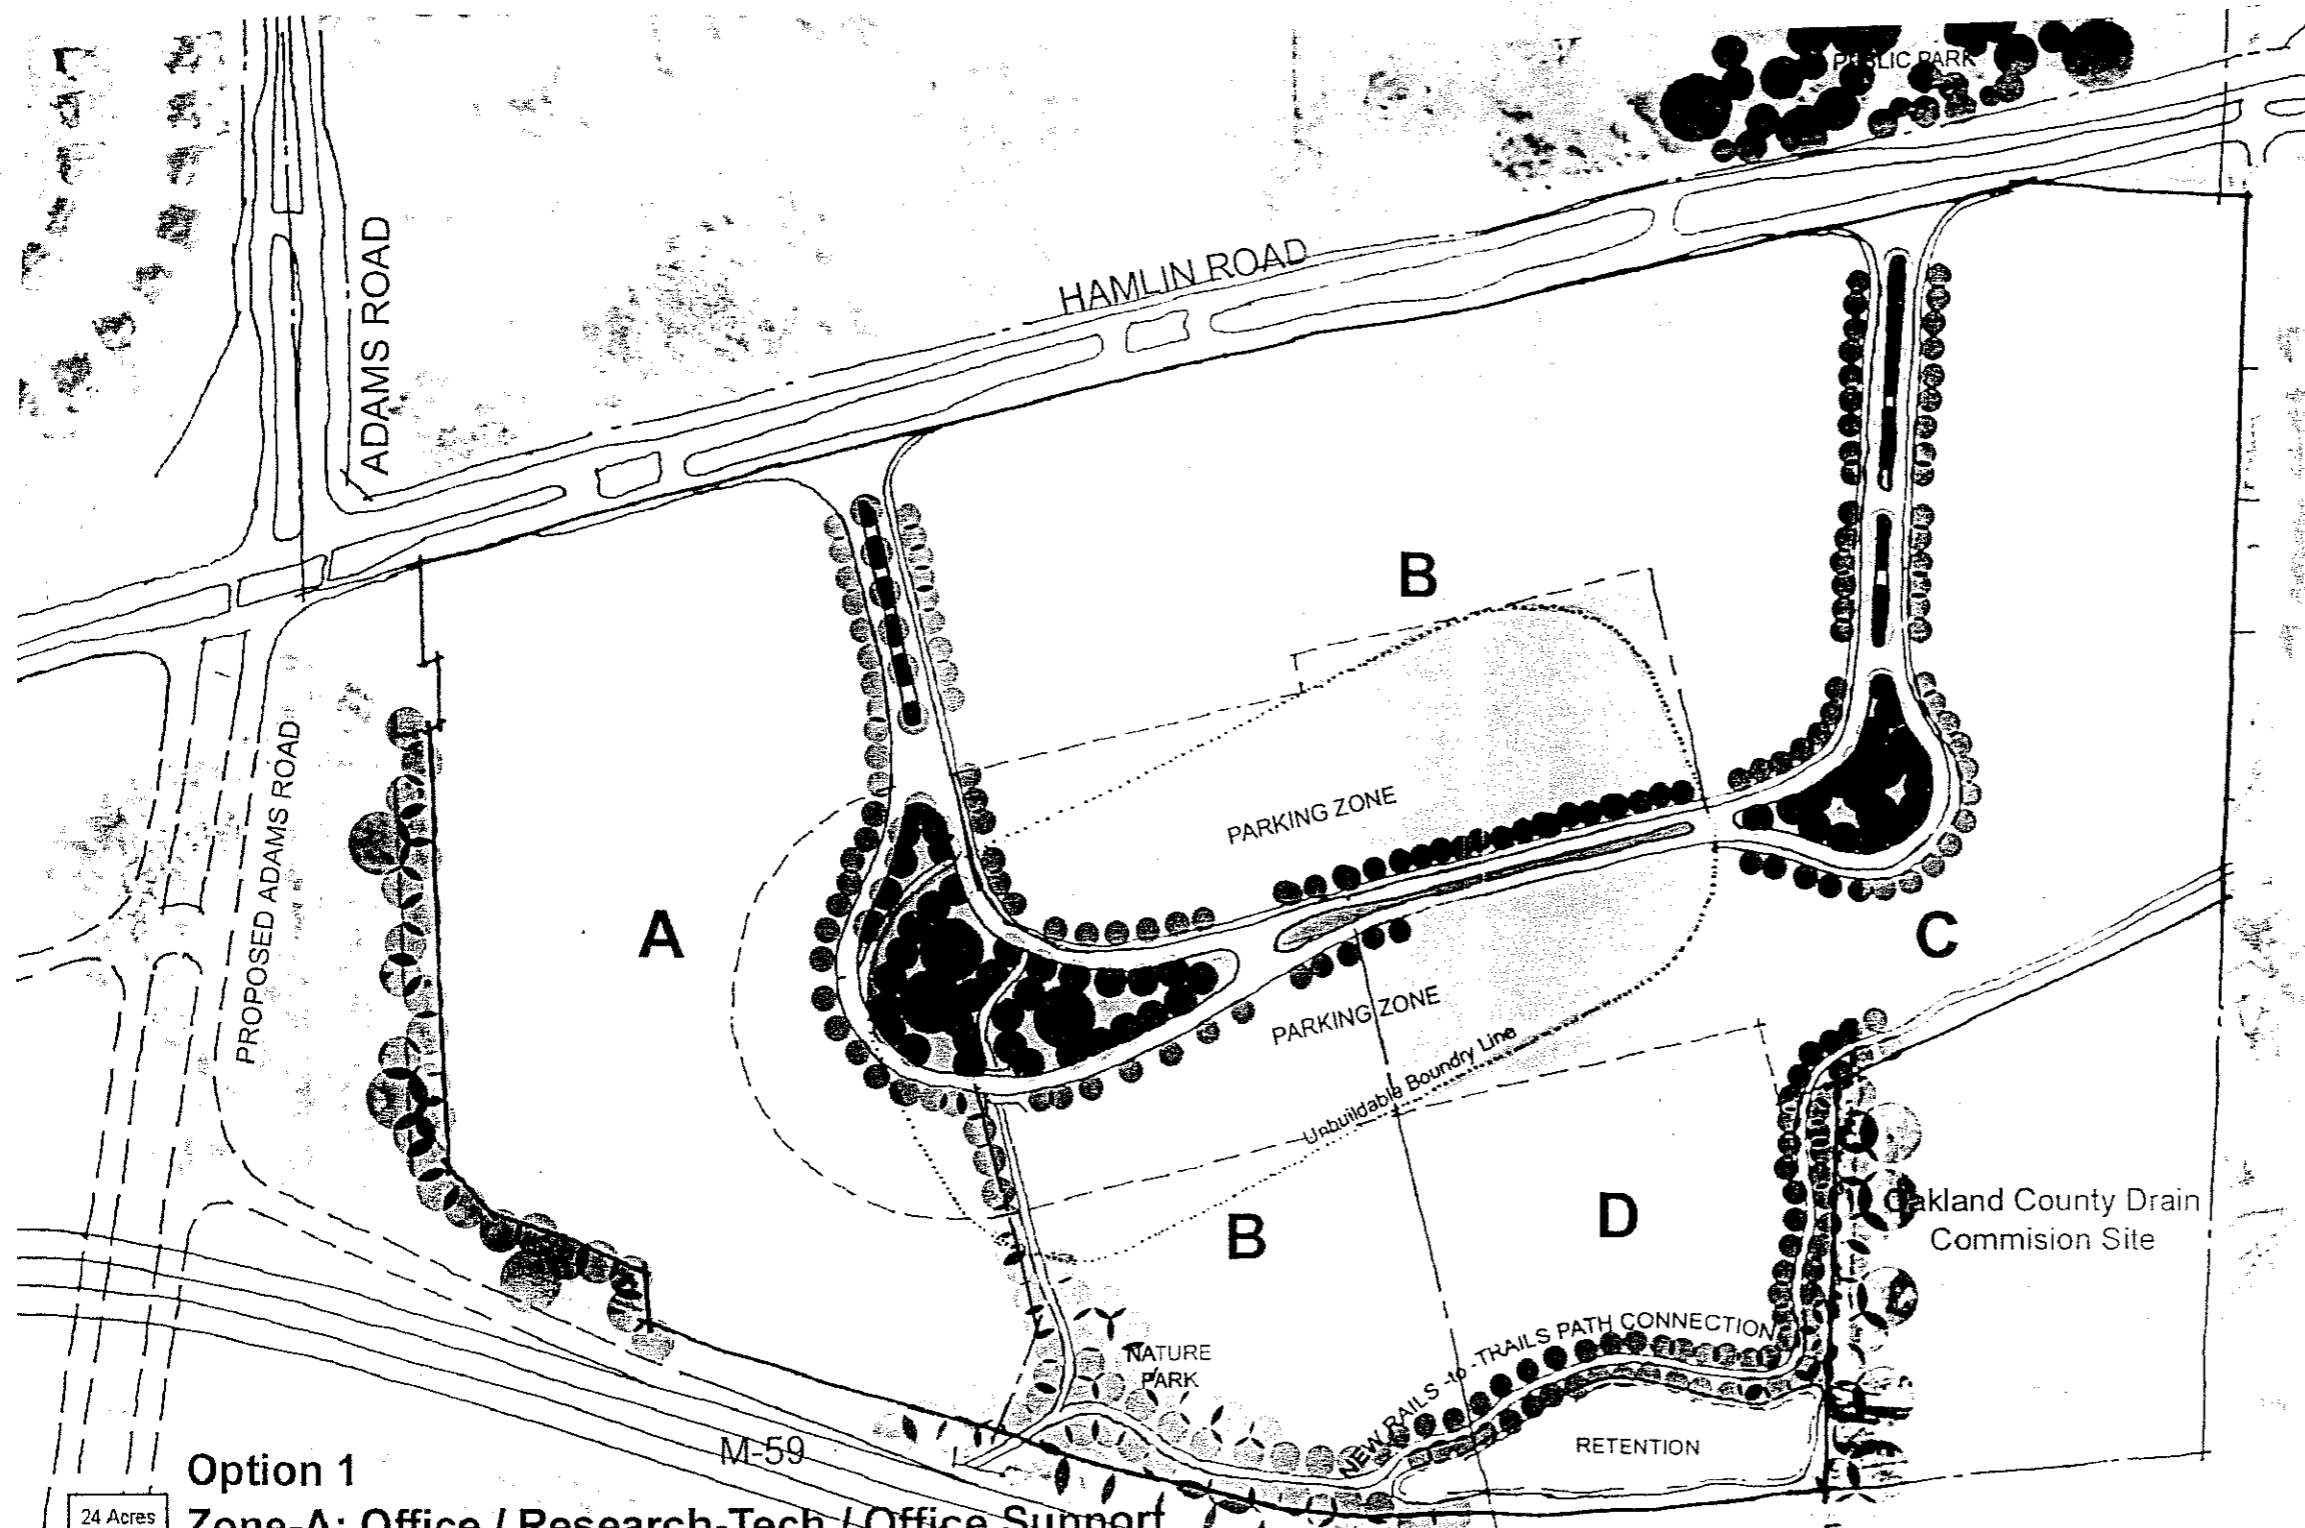 PUBLIC PARK
ADAMS ROAD
HAMLIN ROAD
B
PROPOSED ADAMS ROAD
PARKING ZONE
A
C
PARKING ZONE
Unbuildable Boundry Line
D
B
Oakland County Drain
Commision Site
NEW RAILS -to -TRAILS PATH CONNECTION
NATURE
PARK
RETENTION
M-59
Option 1
24 Acres
Zone-A: Office / Research-Tech / Office Support